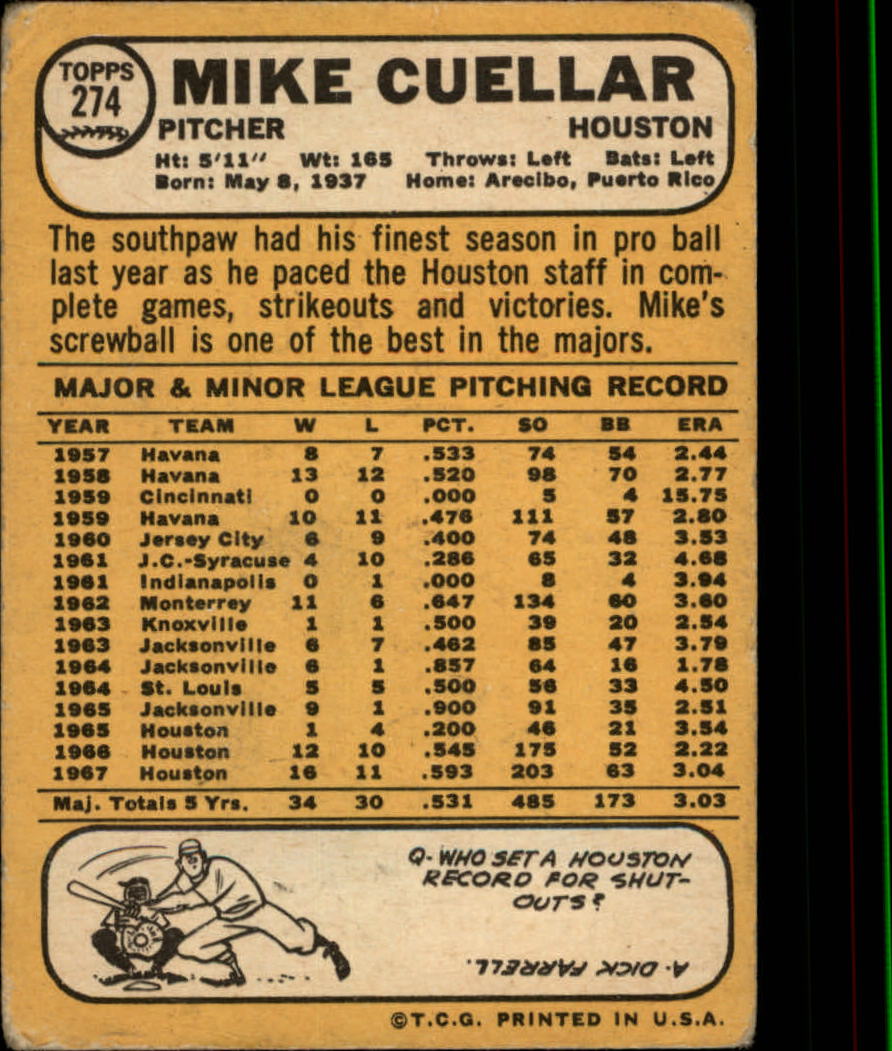 TOPPS
274
MIKE CUELLAR
PITCHER HOUSTON
Ht: 5'11" Wt: 165 Throws: Left Bats: Left
Born: May 8, 1937 Home: Arecibo, Puerto Rico
The southpaw had his finest season in pro ball
last year as he paced the Houston staff in com-
plete games, strikeouts and victories. Mike's
screwball is one of the best in the majors.
MAJOR & MINOR LEAGUE PITCHING RECORD
YEAR TEAM W L PCT. SO BB ERA
1957 Havana 8 7 .533 74 54 2.44
1958 Havana 13 12 .520 98 70 2.77
1959 Cincinnati 0 0 .000 5 4 15.75
1959 Havana 10 11 .476 111 57 2.80
1960 Jersey City 6 9 .400 74 48 3.53
1961 J.C.-Syracuse 4 10 .286 65 32 4.68
1961 Indianapolis 0 1 .000 8 4 3.94
1962 Monterrey 11 6 .647 134 60 3.60
1963 Knoxville 1 1 .500 39 20 2.54
1963 Jacksonville 6 7 .462 85 47 3.79
1964 Jacksonville 6 1 .857 64 16 1.78
1964 St. Louis 5 5 .500 56 33 4.50
1965 Jacksonville 9 1 .900 91 35 2.51
1965 Houston 1 4 .200 46 21 3.54
1966 Houston 12 10 .545 175 52 2.22
1967 Houston 16 11 .593 203 63 3.04
Maj. Totals 5 Yrs. 34 30 .531 485 173 3.03
Q- WHO SET A HOUSTON
RECORD FOR SHUT-
OUTS?
A- DICK FARRELL.
©T.C.G. PRINTED IN U.S.A.